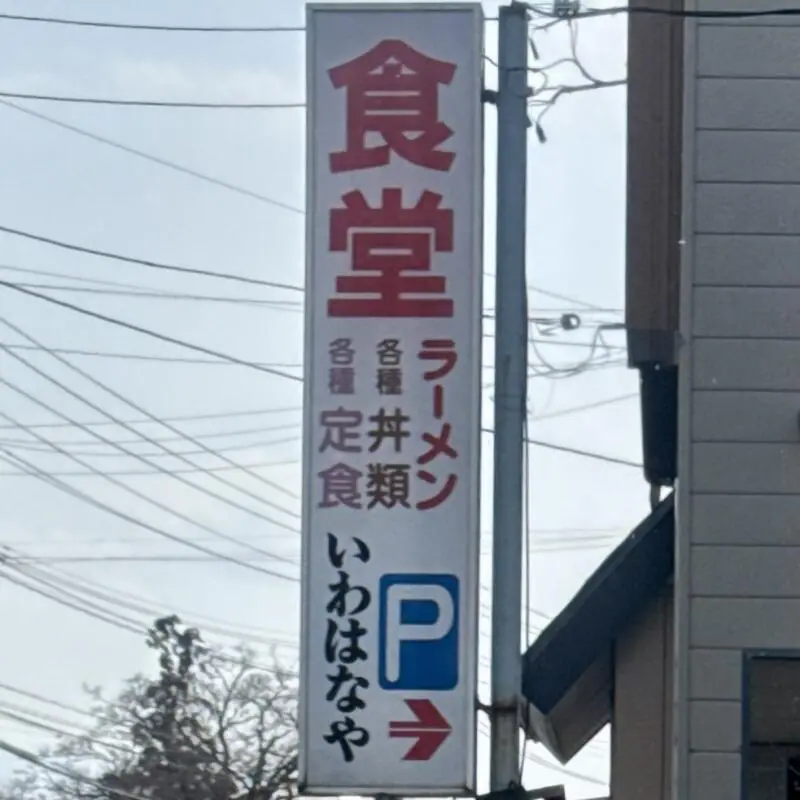 食堂
ラーメン
各種丼類
各種定食
P
いわはなや